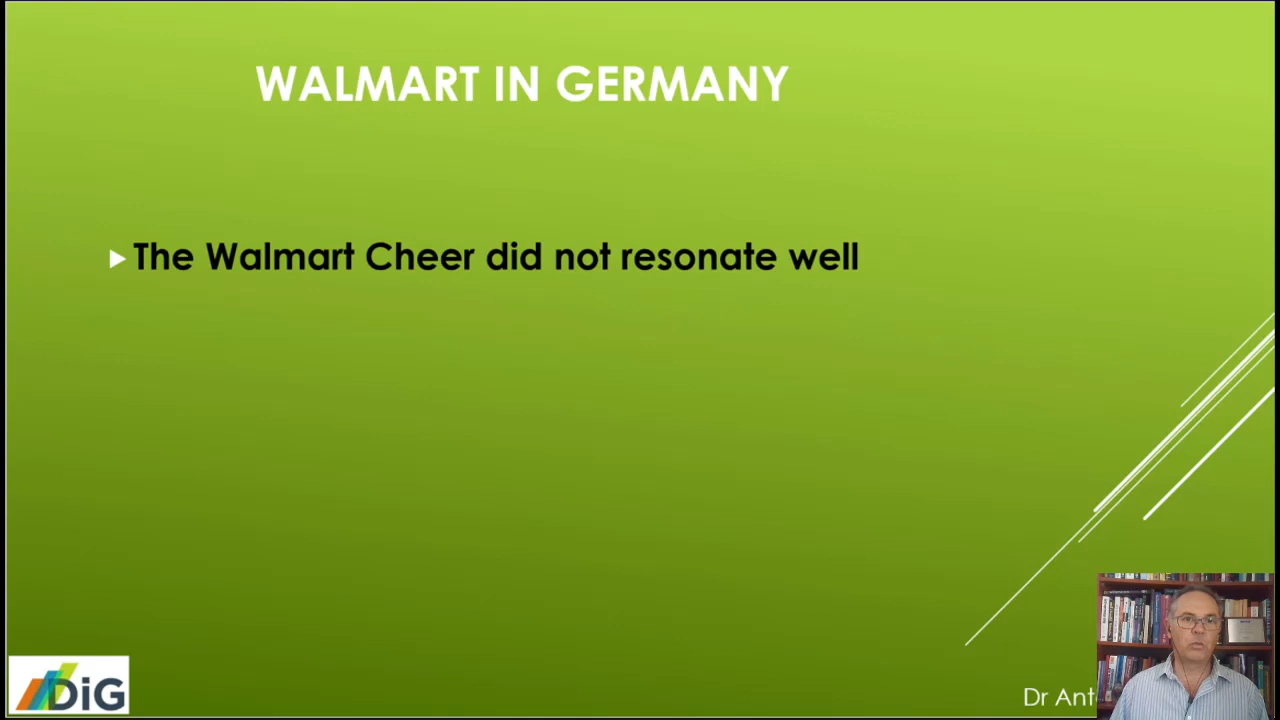 WALMART IN GERMANY
The Walmart Cheer did not resonate well
DiG
Dr Ant